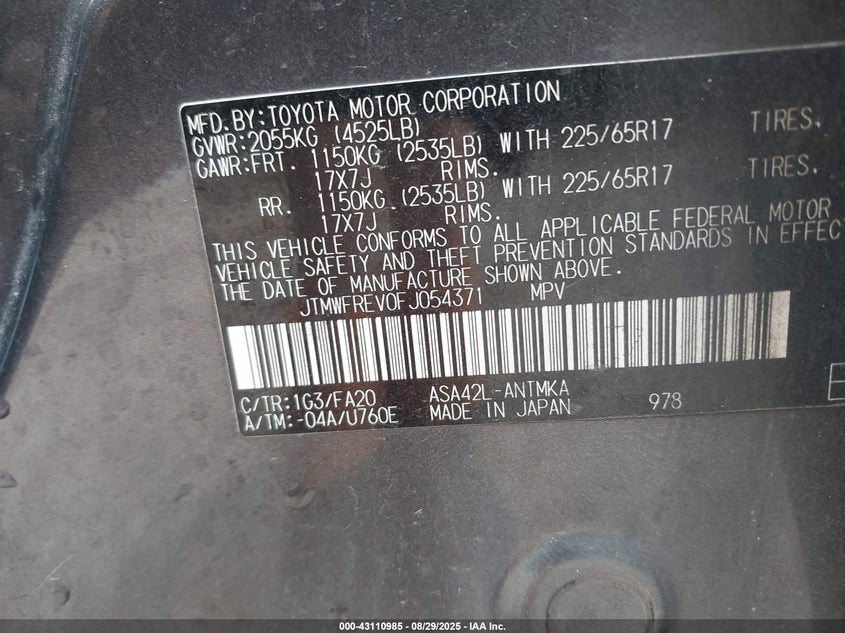 MFD.BY:TOYOTA MOTOR CORPORATION
GVWR:2055KG (4525LB)
GAWR:FRT. 1150KG (2535LB) WITH 225/65R17 TIRES,
17X7J RIMS.
RR. 1150KG (2535LB) WITH 225/65R17 TIRES,
17X7J RIMS.
THIS VEHICLE CONFORMS TO ALL APPLICABLE FEDERAL MOTOR
VEHICLE SAFETY AND THEFT PREVENTION STANDARDS IN EFFEC
THE DATE OF MANUFACTURE SHOWN ABOVE.
JTMWFREV0FJ054371 MPV
C/TR:1G3/FA20 ASA42L-ANTMKA
A/TM:-04A/U760E MADE IN JAPAN 978
000-43110985 | 08/29/2025 | IAA Inc.